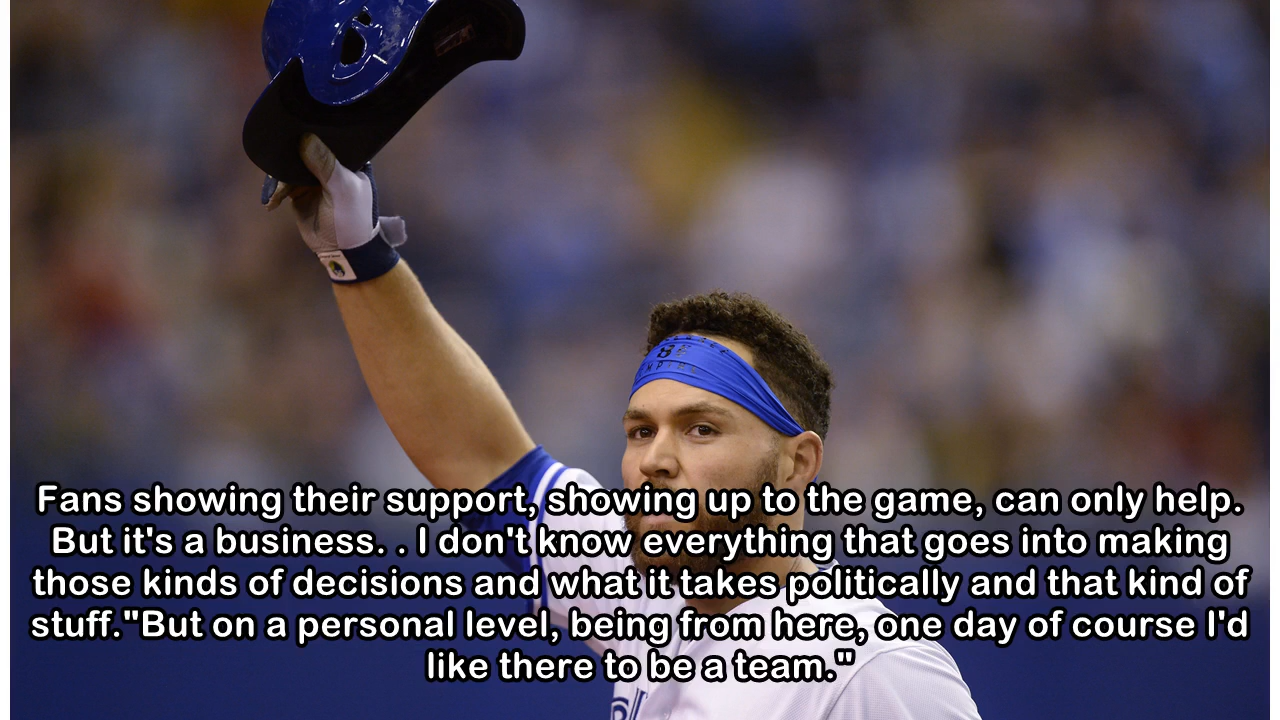 Fans showing their support, showing up to the game, can only help.
But it's a business. . I don't know everything that goes into making
those kinds of decisions and what it takes politically and that kind of
stuff."But on a personal level, being from here, one day of course I'd
like there to be a team."